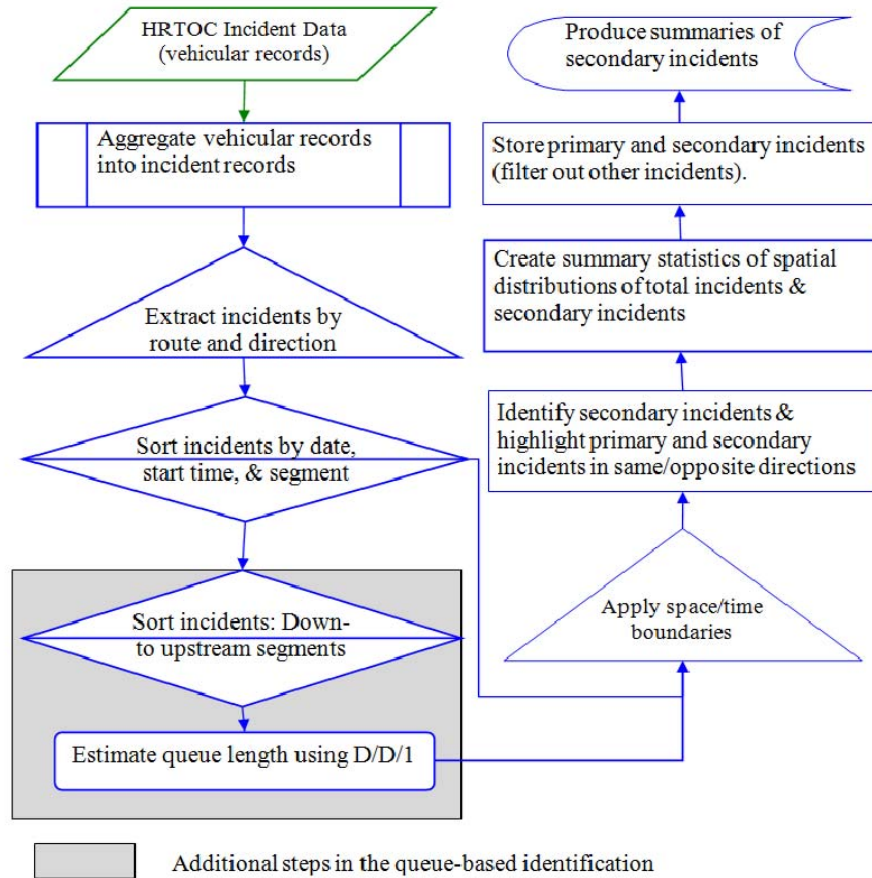 HRTOC Incident Data
(vehicular records)
Aggregate vehicular records
into incident records
Extract incidents by
route and direction
Sort incidents by date,
start time, & segment
Sort incidents: Down-
to upstream segments
Estimate queue length using D/D/1
Produce summaries of
secondary incidents
Store primary and secondary incidents
(filter out other incidents).
Create summary statistics of spatial
distributions of total incidents &
secondary incidents
Identify secondary incidents &
highlight primary and secondary
incidents in same/opposite directions
Apply space/time
boundaries
Additional steps in the queue-based identification